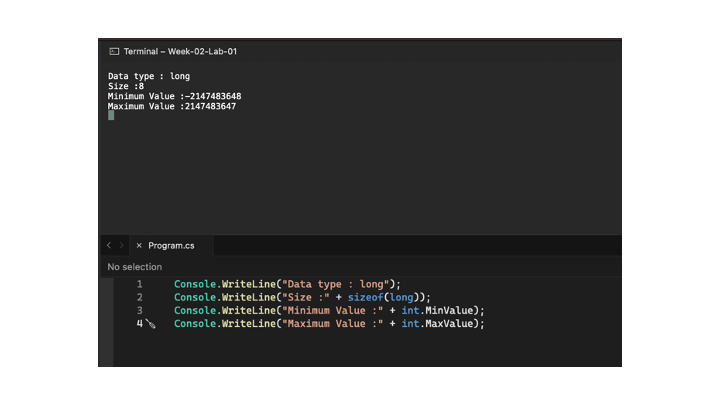 Terminal – Week-02-Lab-01
Data type : long
Size :8
Minimum Value :-2147483648
Maximum Value :2147483647
Program.cs
No selection
1 Console.WriteLine("Data type : long");
2 Console.WriteLine("Size :" + sizeof(long));
3 Console.WriteLine("Minimum Value :" + int.MinValue);
4 Console.WriteLine("Maximum Value :" + int.MaxValue);